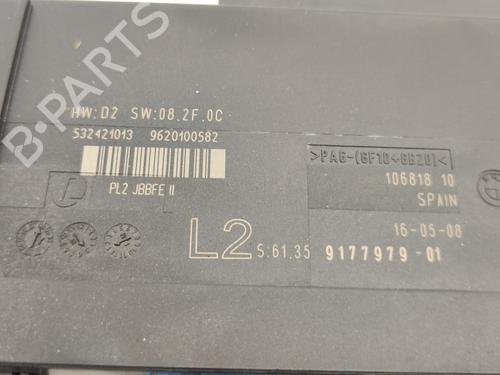 B-PARTS
HW:D2 SW:08.2F.0C
532421013 9620100582
PL2 JBBFE II
>PA6-(GF10+GB20)<
106818 10
SPAIN
16-05-08
L2 S:61.35 9177979-01